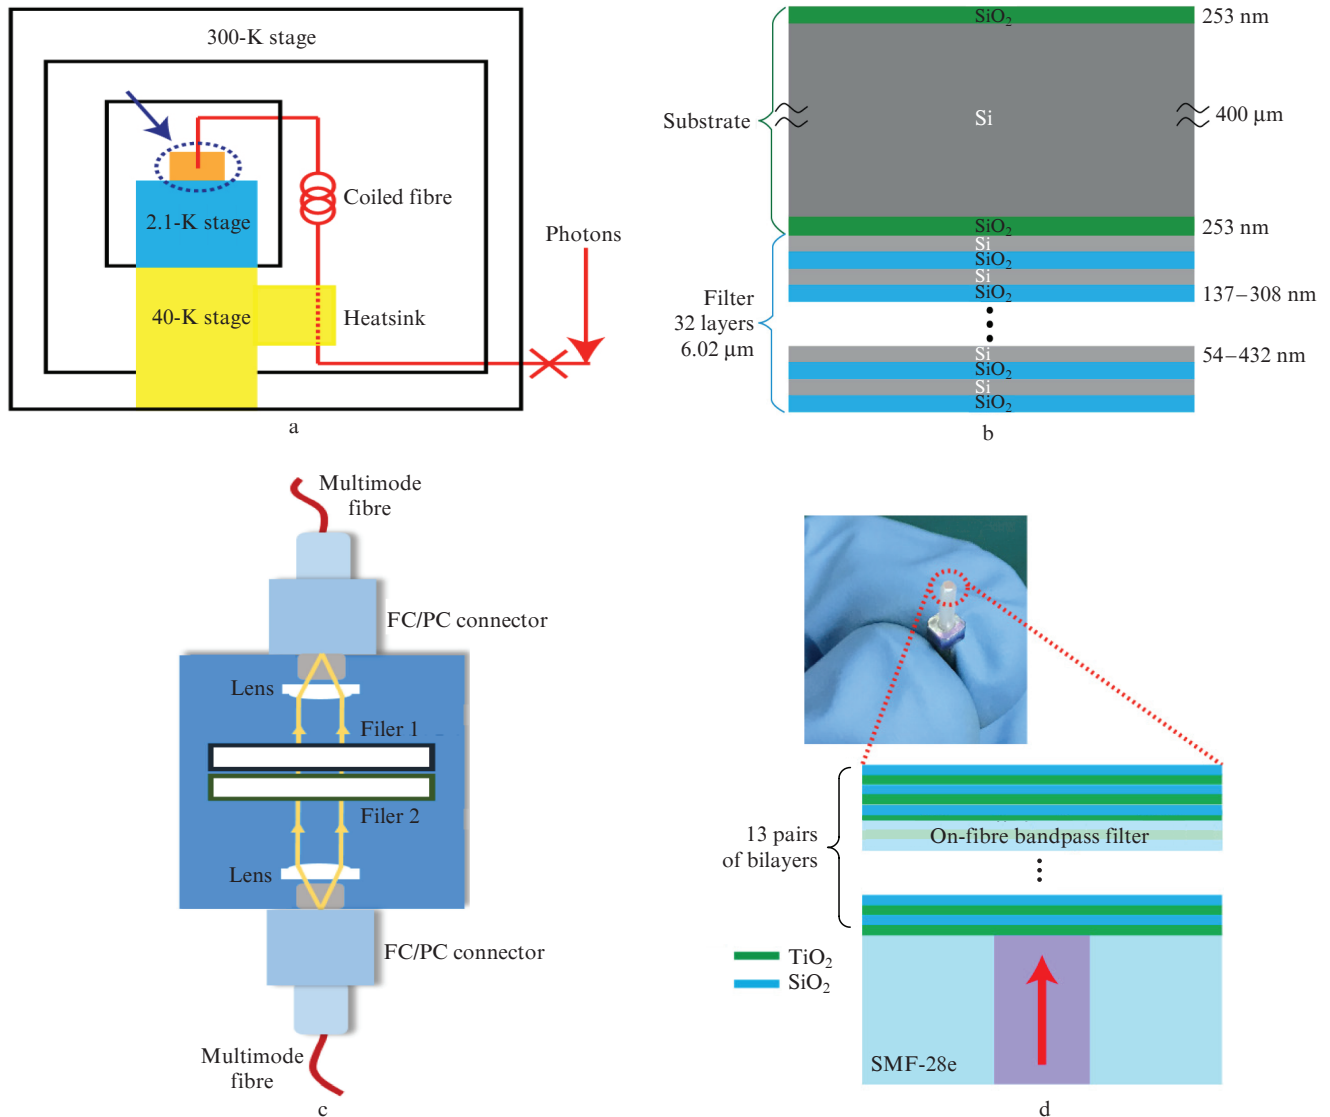 300-K stage
Coiled fibre
2.1-K stage
Photons
40-K stage
Heatsink
a
SiO2
253 nm
Substrate
Si
400 μm
SiO2
253 nm
Si
SiO2
Si
SiO2
137–308 nm
Filter
32 layers
6.02 μm
Si
54–432 nm
SiO2
Si
SiO2
b
Multimode
fibre
FC/PC connector
Lens
Filer 1
Filer 2
Lens
FC/PC connector
Multimode
fibre
c
13 pairs
of bilayers
On-fibre bandpass filter
TiO2
SiO2
SMF-28e
d